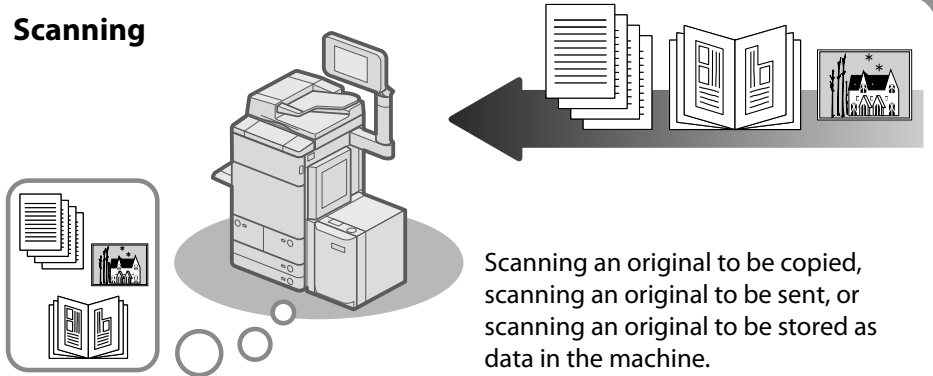 Scanning
Scanning an original to be copied,
scanning an original to be sent, or
scanning an original to be stored as
data in the machine.